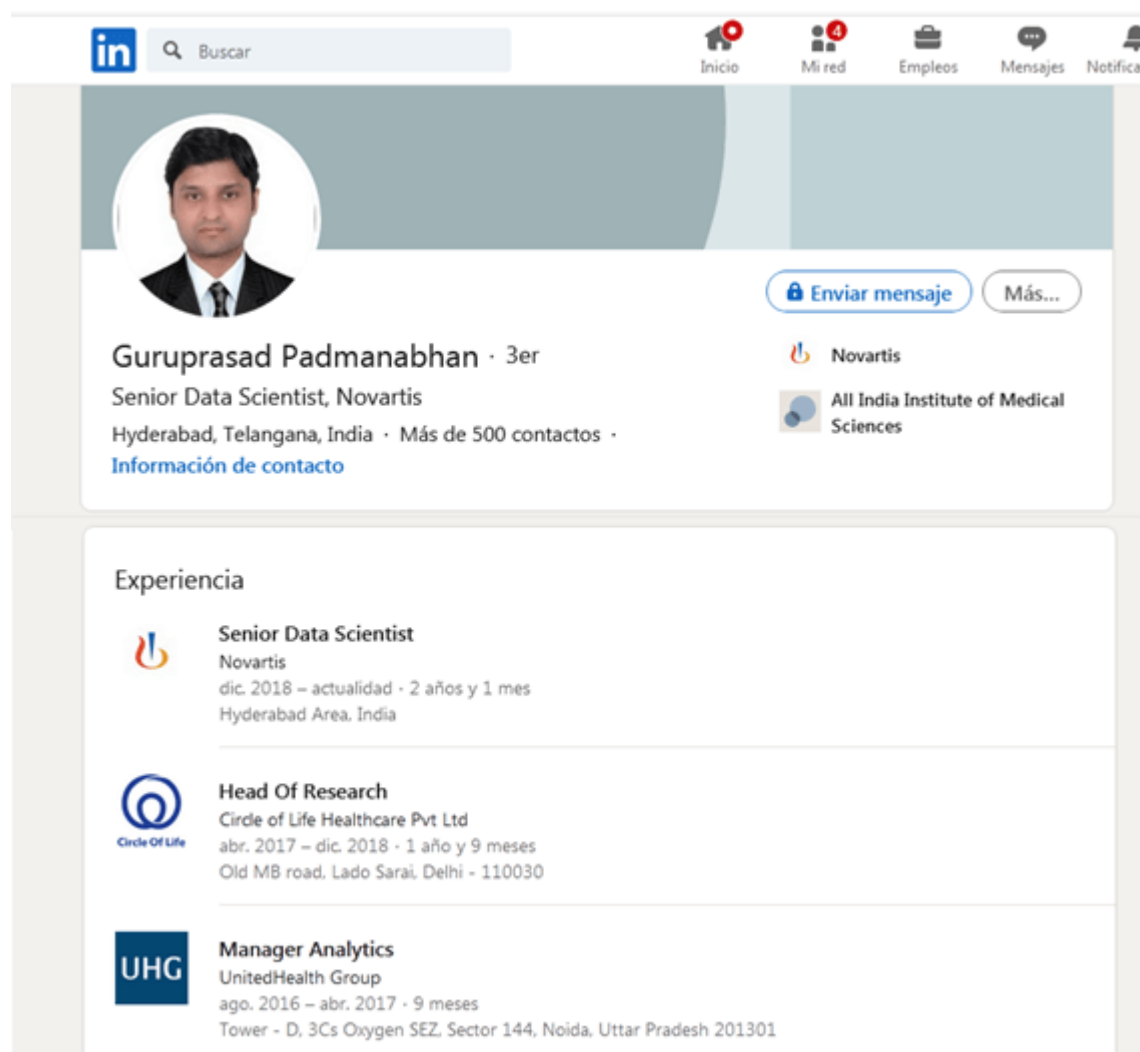 in
Buscar
Inicio
4
Mi red
Empleos
Mensajes
Notifica
Enviar mensaje
Más...
Guruprasad Padmanabhan · 3er
Senior Data Scientist, Novartis
Hyderabad, Telangana, India · Más de 500 contactos ·
Información de contacto
Novartis
All India Institute of Medical
Sciences
Experiencia
Senior Data Scientist
Novartis
dic. 2018 – actualidad · 2 años y 1 mes
Hyderabad Area, India
Circle Of Life
Head Of Research
Circle of Life Healthcare Pvt Ltd
abr. 2017 – dic. 2018 · 1 año y 9 meses
Old MB road, Lado Sarai, Delhi - 110030
UHG
Manager Analytics
UnitedHealth Group
ago. 2016 – abr. 2017 · 9 meses
Tower - D, 3Cs Oxygen SEZ, Sector 144, Noida, Uttar Pradesh 201301